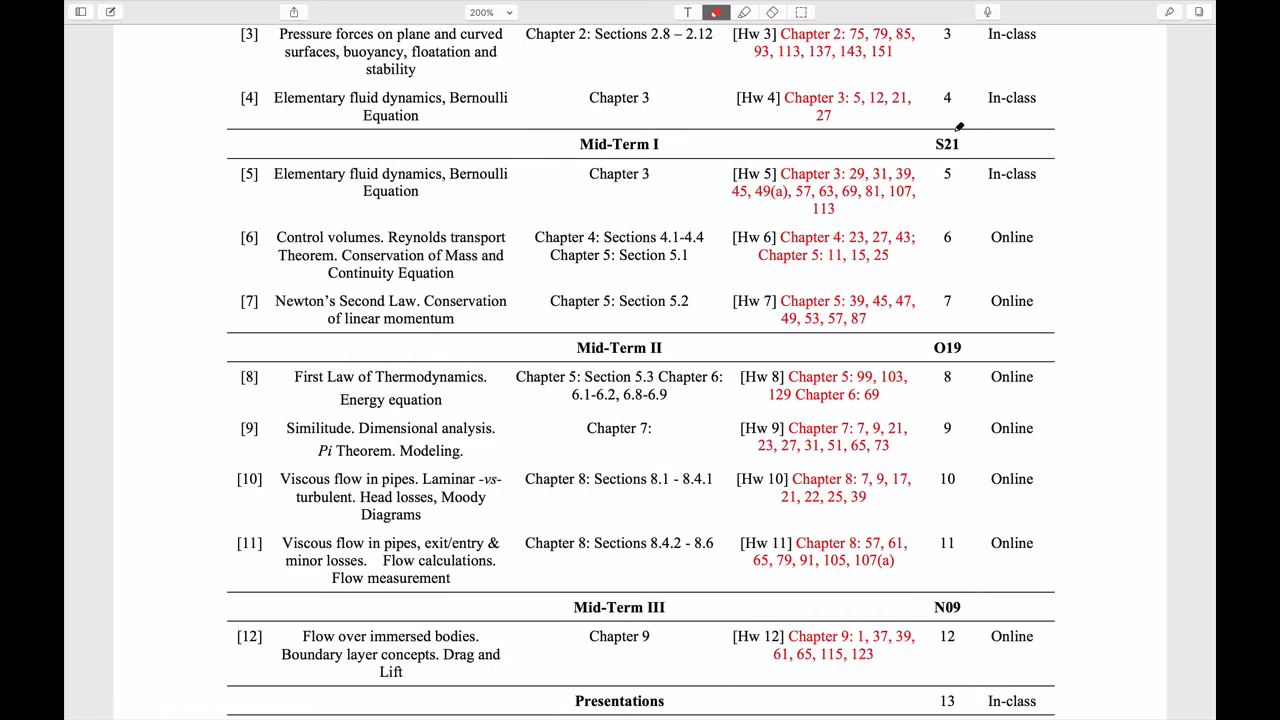 200%
T
[3] Pressure forces on plane and curved Chapter 2: Sections 2.8 – 2.12 [Hw 3] Chapter 2: 75, 79, 85, 3 In-class
surfaces, buoyancy, floatation and 93, 113, 137, 143, 151
stability
[4] Elementary fluid dynamics, Bernoulli Chapter 3 [Hw 4] Chapter 3: 5, 12, 21, 4 In-class
Equation 27
Mid-Term I S21
[5] Elementary fluid dynamics, Bernoulli Chapter 3 [Hw 5] Chapter 3: 29, 31, 39, 5 In-class
Equation 45, 49(a), 57, 63, 69, 81, 107,
113
[6] Control volumes. Reynolds transport Chapter 4: Sections 4.1-4.4 [Hw 6] Chapter 4: 23, 27, 43; 6 Online
Theorem. Conservation of Mass and Chapter 5: Section 5.1 Chapter 5: 11, 15, 25
Continuity Equation
[7] Newton’s Second Law. Conservation Chapter 5: Section 5.2 [Hw 7] Chapter 5: 39, 45, 47, 7 Online
of linear momentum 49, 53, 57, 87
Mid-Term II O19
[8] First Law of Thermodynamics. Chapter 5: Section 5.3 Chapter 6: [Hw 8] Chapter 5: 99, 103, 8 Online
Energy equation 6.1-6.2, 6.8-6.9 129 Chapter 6: 69
[9] Similitude. Dimensional analysis. Chapter 7: [Hw 9] Chapter 7: 7, 9, 21, 9 Online
Pi Theorem. Modeling. 23, 27, 31, 51, 65, 73
[10] Viscous flow in pipes. Laminar -vs- Chapter 8: Sections 8.1 - 8.4.1 [Hw 10] Chapter 8: 7, 9, 17, 10 Online
turbulent. Head losses, Moody 21, 22, 25, 39
Diagrams
[11] Viscous flow in pipes, exit/entry & Chapter 8: Sections 8.4.2 - 8.6 [Hw 11] Chapter 8: 57, 61, 11 Online
minor losses. Flow calculations. 65, 79, 91, 105, 107(a)
Flow measurement
Mid-Term III N09
[12] Flow over immersed bodies. Chapter 9 [Hw 12] Chapter 9: 1, 37, 39, 12 Online
Boundary layer concepts. Drag and 61, 65, 115, 123
Lift
Presentations 13 In-class